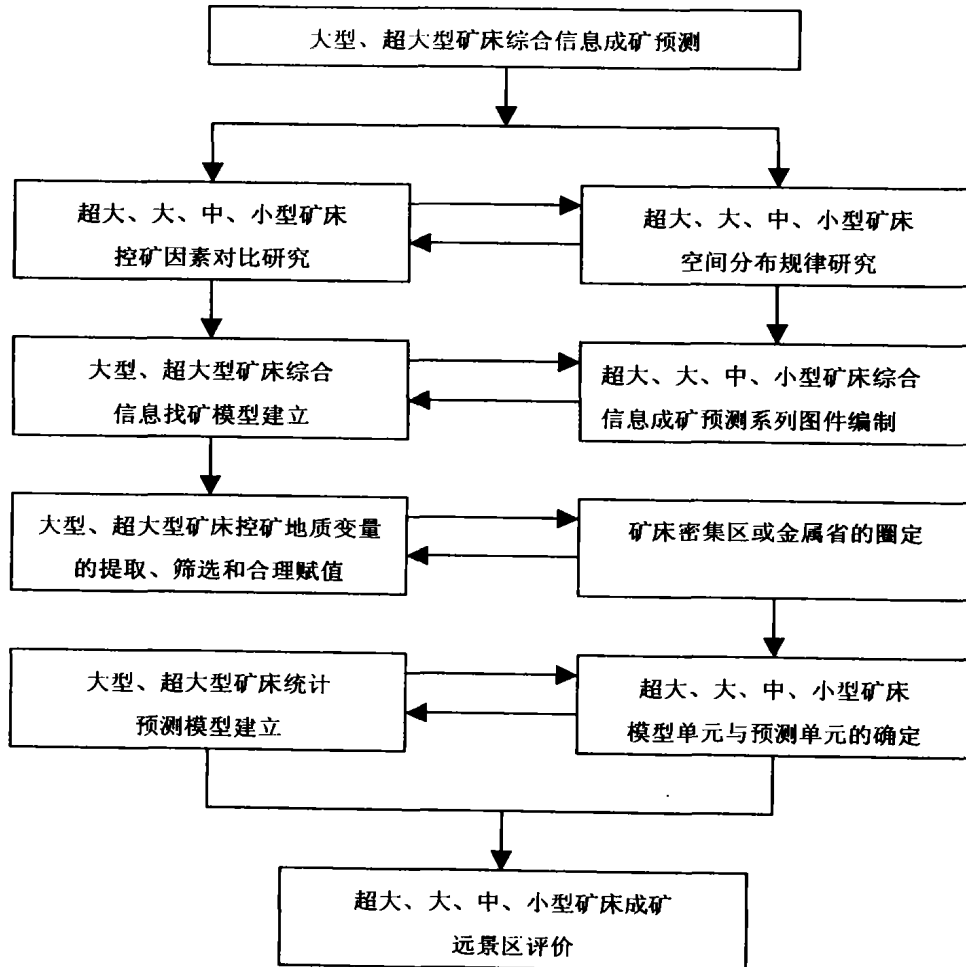 大型、超大型矿床综合信息成矿预测
超大、大、中、小型矿床
控矿因素对比研究
超大、大、中、小型矿床
空间分布规律研究
大型、超大型矿床综合
信息找矿模型建立
超大、大、中、小型矿床综合
信息成矿预测系列图件编制
大型、超大型矿床控矿地质变量
的提取、筛选和合理赋值
矿床密集区或金属省的圈定
大型、超大型矿床统计
预测模型建立
超大、大、中、小型矿床
模型单元与预测单元的确定
超大、大、中、小型矿床成矿
远景区评价